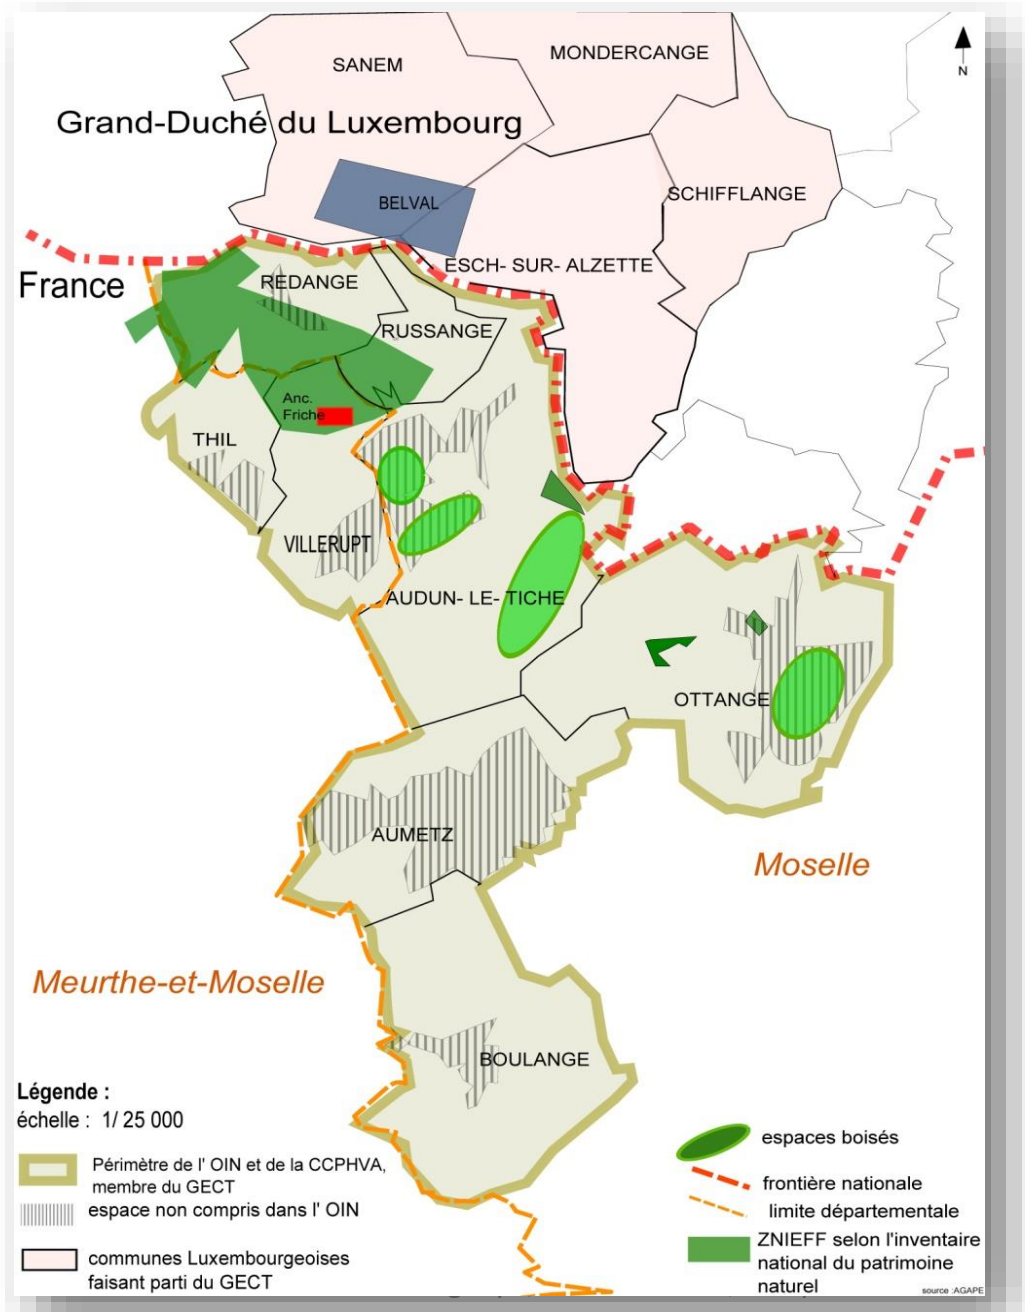 SANEM
MONDERCANGE
N
Grand-Duché du Luxembourg
BELVAL
SCHIFFLANGE
ESCH- SUR- ALZETTE
France
REDANGE
RUSSANGE
Anc.
Friche
THIL
VILLERUPT
AUDUN- LE- TICHE
OTTANGE
AUMETZ
Moselle
Meurthe-et-Moselle
BOULANGE
Légende :
échelle : 1/ 25 000
Périmètre de l' OIN et de la CCPHVA,
membre du GECT
espace non compris dans l' OIN
communes Luxembourgeoises
faisant parti du GECT
espaces boisés
frontière nationale
limite départementale
ZNIEFF selon l'inventaire
national du patrimoine
naturel
source :AGAPE